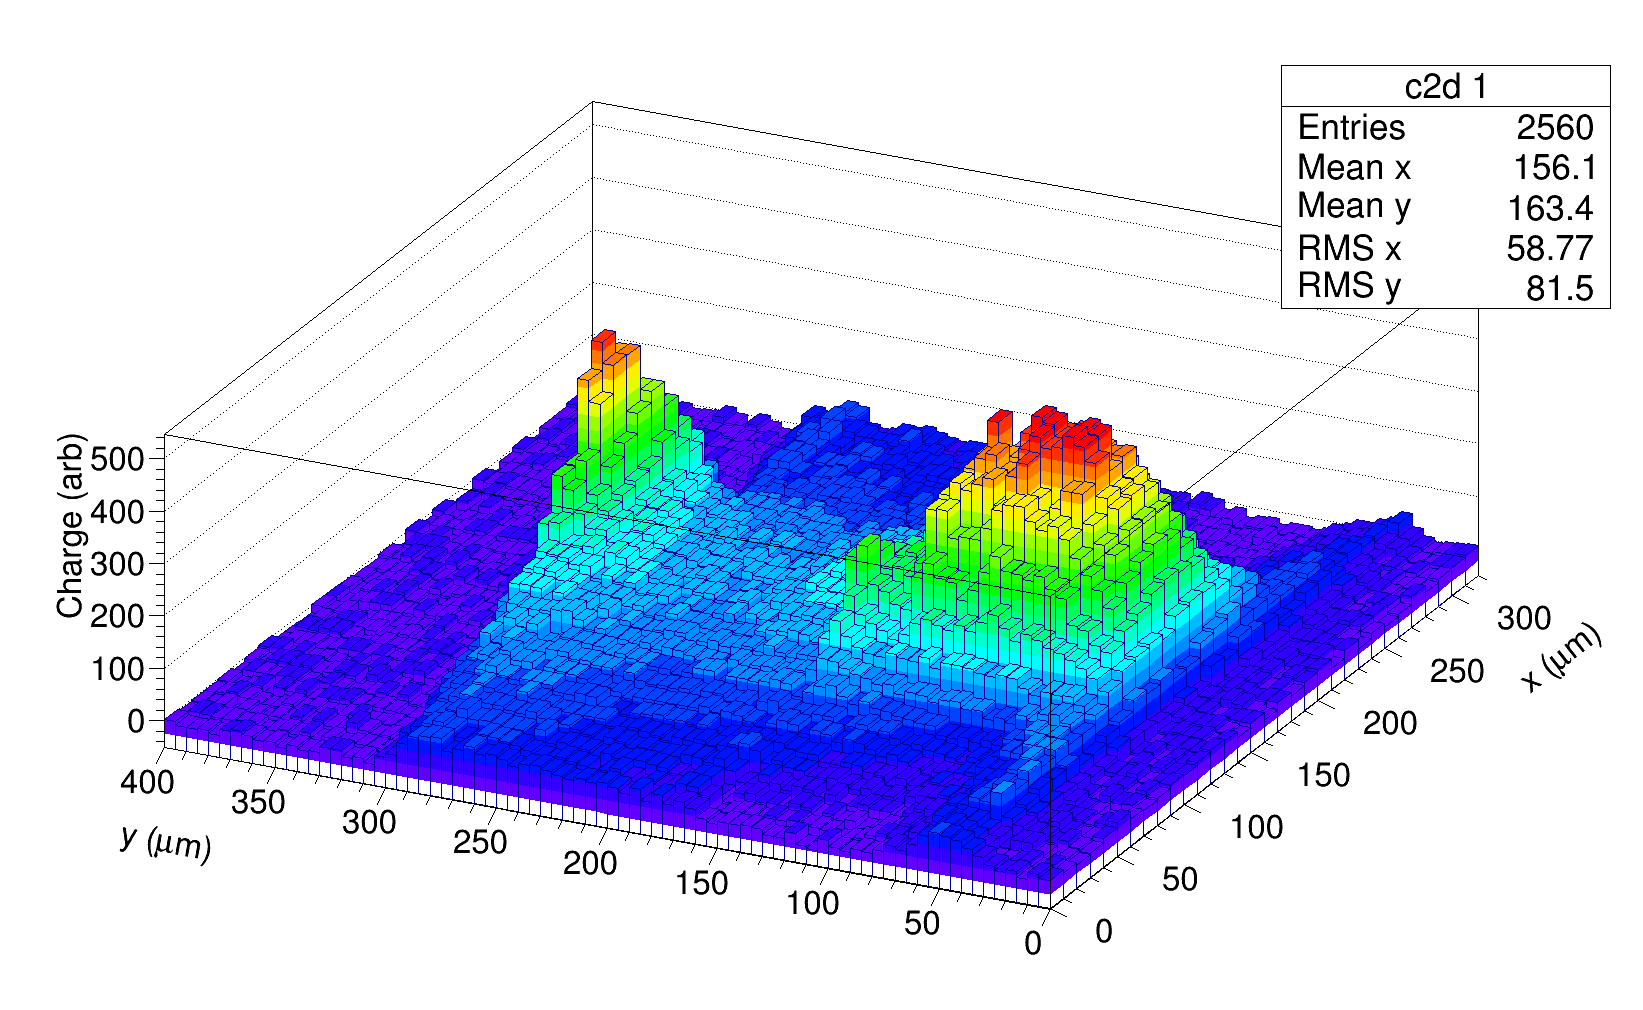 c2d 1
Entries 2560
Mean x 156.1
Mean y 163.4
RMS x 58.77
RMS y 81.5
Charge (arb)
500
400
300
200
100
0
400
350
300
250
200
150
100
50
0
y (μm)
0
50
100
150
200
250
300
x (μm)